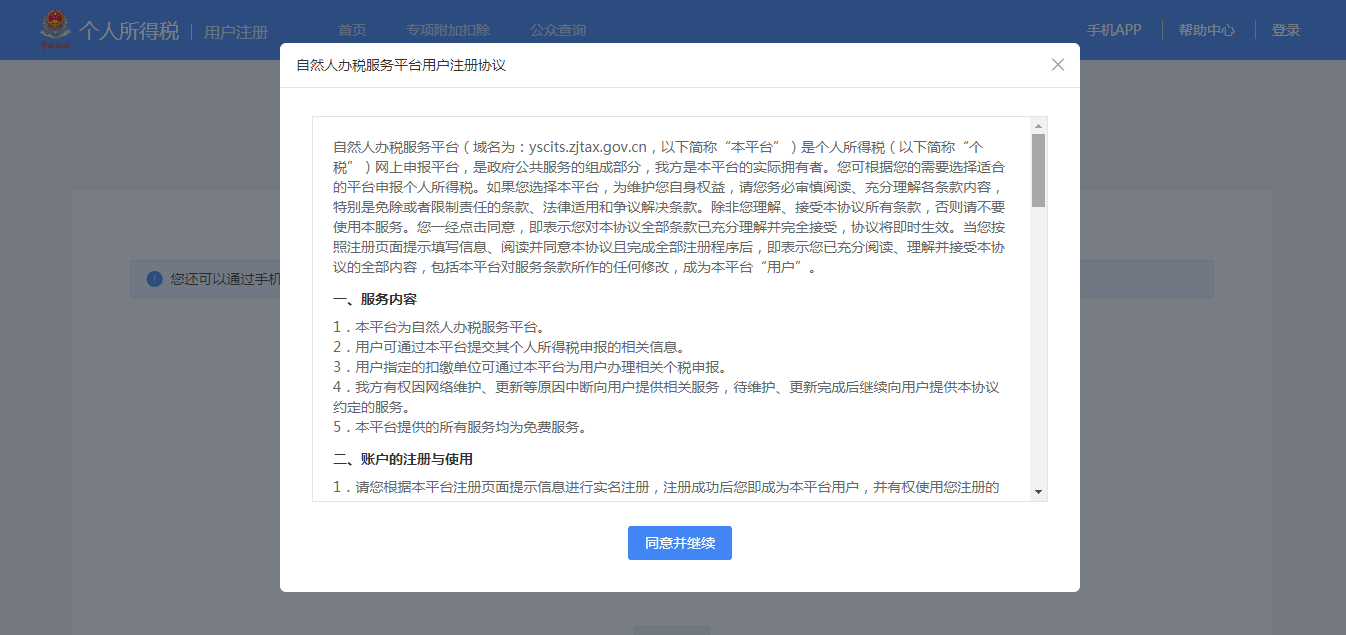 个人所得税 | 用户注册 首页 专项附加扣除 公众查询 手机APP 帮助中心 登录
自然人办税服务平台用户注册协议
自然人办税服务平台（域名为：yscits.zjtax.gov.cn，以下简称“本平台”）是个人所得税（以下简称“个
税”）网上申报平台，是政府公共服务的组成部分，我方是本平台的实际拥有者。您可根据您的需要选择适合
的平台申报个人所得税。如果您选择本平台，为维护您自身权益，请您务必审慎阅读、充分理解各条款内容，
特别是免除或者限制责任的条款、法律适用和争议解决条款。除非您理解、接受本协议所有条款，否则请不要
使用本服务。您一经点击同意，即表示您对本协议全部条款已充分理解并完全接受，协议将即时生效。当您按
照注册页面提示填写信息、阅读并同意本协议且完成全部注册程序后，即表示您已充分阅读、理解并接受本协
议的全部内容，包括本平台对服务条款所作的任何修改，成为本平台“用户”。
您还可以通过手机
一、服务内容
1．本平台为自然人办税服务平台。
2．用户可通过本平台提交其个人所得税申报的相关信息。
3．用户指定的扣缴单位可通过本平台为用户办理相关个税申报。
4．我方有权因网络维护、更新等原因中断向用户提供相关服务，待维护、更新完成后继续向用户提供本协议
约定的服务。
5．本平台提供的所有服务均为免费服务。
二、账户的注册与使用
1．请您根据本平台注册页面提示信息进行实名注册，注册成功后您即成为本平台用户，并有权使用您注册的
同意并继续